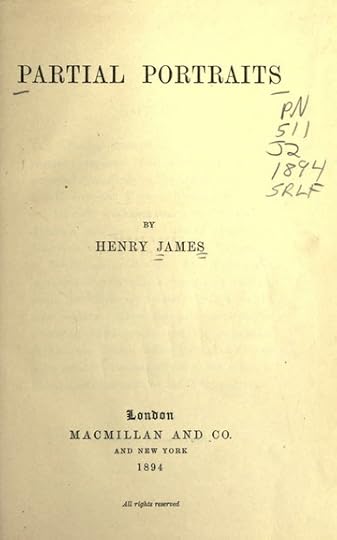 PARTIAL PORTRAITS
PN
511
J2
1894
SRLF
BY
HENRY JAMES
London
MACMILLAN AND CO.
AND NEW YORK
1894
All rights reserved